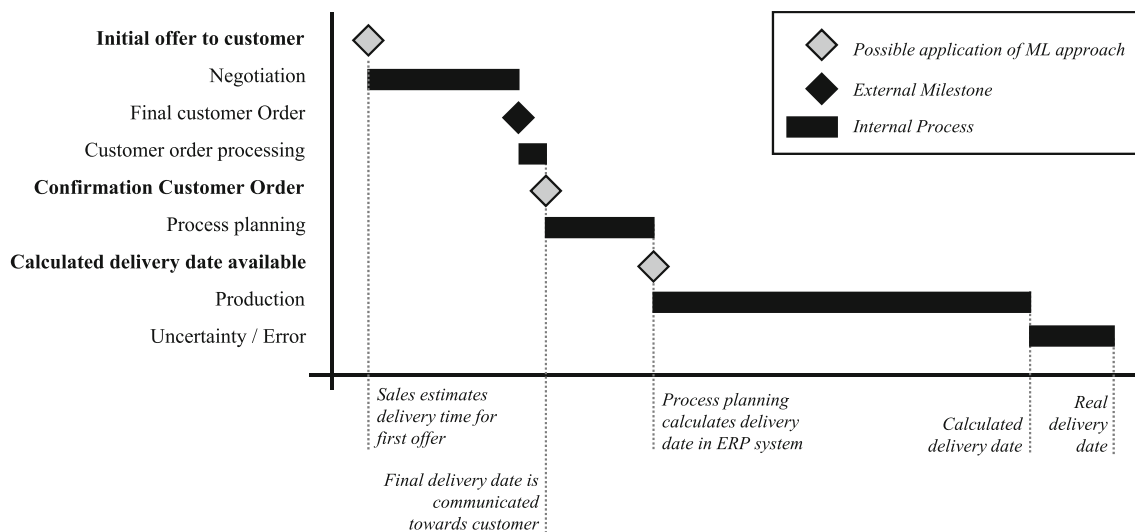 Initial offer to customer
Negotiation
Final customer Order
Customer order processing
Confirmation Customer Order
Process planning
Calculated delivery date available
Production
Uncertainty / Error
Possible application of ML approach
External Milestone
Internal Process
Sales estimates
delivery time for
first offer
Final delivery date is
communicated
towards customer
Process planning
calculates delivery
date in ERP system
Calculated
delivery date
Real
delivery
date